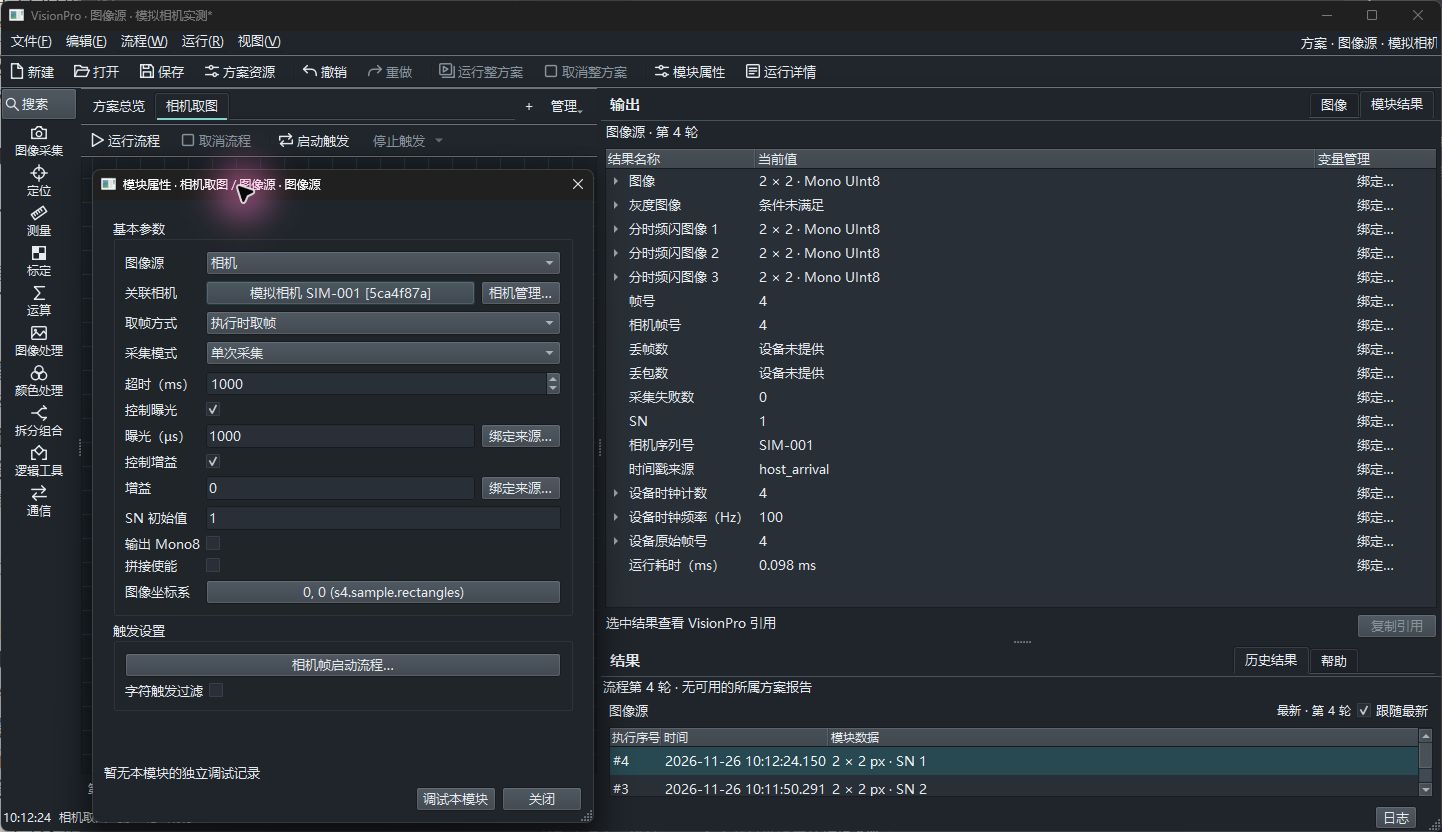 VisionPro · 图像源 · 模拟相机实测*
文件(F) 编辑(E) 流程(W) 运行(R) 视图(V)
方案 · 图像源 · 模拟相机
新建 打开 保存 方案资源 撤销 重做 运行整方案 取消整方案 模块属性 运行详情
搜索
图像采集
定位
测量
标定
运算
图像处理
颜色处理
拆分组合
逻辑工具
通信
方案总览 相机取图 + 管理
运行流程 取消流程 启动触发 停止触发
模块属性 · 相机取图 / 图像源 · 图像源
基本参数
图像源 相机
关联相机 模拟相机 SIM-001 [5ca4f87a] 相机管理...
取帧方式 执行时取帧
采集模式 单次采集
超时（ms） 1000
控制曝光
曝光（µs） 1000 绑定来源...
控制增益
增益 0 绑定来源...
SN 初始值 1
输出 Mono8
拼接使能
图像坐标系 0, 0 (s4.sample.rectangles)
触发设置
相机帧启动流程...
字符触发过滤
暂无本模块的独立调试记录
调试本模块 关闭
10:12:24
输出 图像 模块结果
图像源 · 第 4 轮
结果名称 当前值 变量管理
图像 2 × 2 · Mono UInt8 绑定...
灰度图像 条件未满足 绑定...
分时频闪图像 1 2 × 2 · Mono UInt8 绑定...
分时频闪图像 2 2 × 2 · Mono UInt8 绑定...
分时频闪图像 3 2 × 2 · Mono UInt8 绑定...
帧号 4 绑定...
相机帧号 4 绑定...
丢帧数 设备未提供 绑定...
丢包数 设备未提供 绑定...
采集失败数 0 绑定...
SN 1 绑定...
相机序列号 SIM-001 绑定...
时间戳来源 host_arrival 绑定...
设备时钟计数 4 绑定...
设备时钟频率（Hz） 100 绑定...
设备原始帧号 4 绑定...
运行耗时（ms） 0.098 ms 绑定...
选中结果查看 VisionPro 引用 复制引用
结果 历史结果 帮助
流程第 4 轮 · 无可用的所属方案报告
图像源 最新 · 第 4 轮 跟随最新
执行序号 时间 模块数据
#4 2026-11-26 10:12:24.150 2 × 2 px · SN 1
#3 2026-11-26 10:11:50.291 2 × 2 px · SN 2
日志